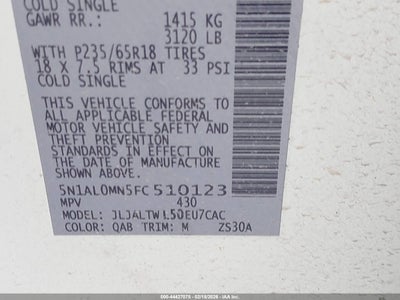 COLD SINGLE
GAWR RR.: 1415 KG
3120 LB
WITH P235/65R18 TIRES
18 X 7.5 RIMS AT 33 PSI
COLD SINGLE
THIS VEHICLE CONFORMS TO
ALL APPLICABLE FEDERAL
MOTOR VEHICLE SAFETY AND
THEFT PREVENTION
STANDARDS IN EFFECT ON
THE DATE OF MANUFACTURE
SHOWN ABOVE.
5N1AL0MN5FC510123
MPV 430
MODEL:
COLOR: QAB TRIM: M ZS30A